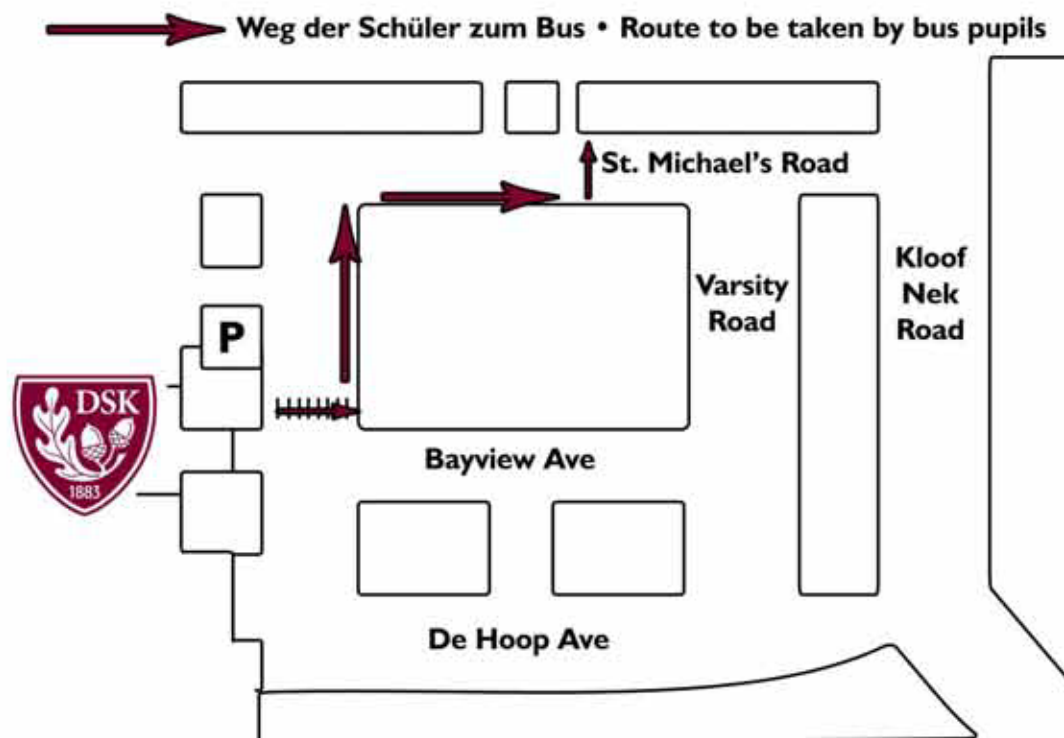 Weg der Schüler zum Bus • Route to be taken by bus pupils
St. Michael's Road
Varsity
Road
Kloof
Nek
Road
P
DSK
1883
Bayview Ave
De Hoop Ave